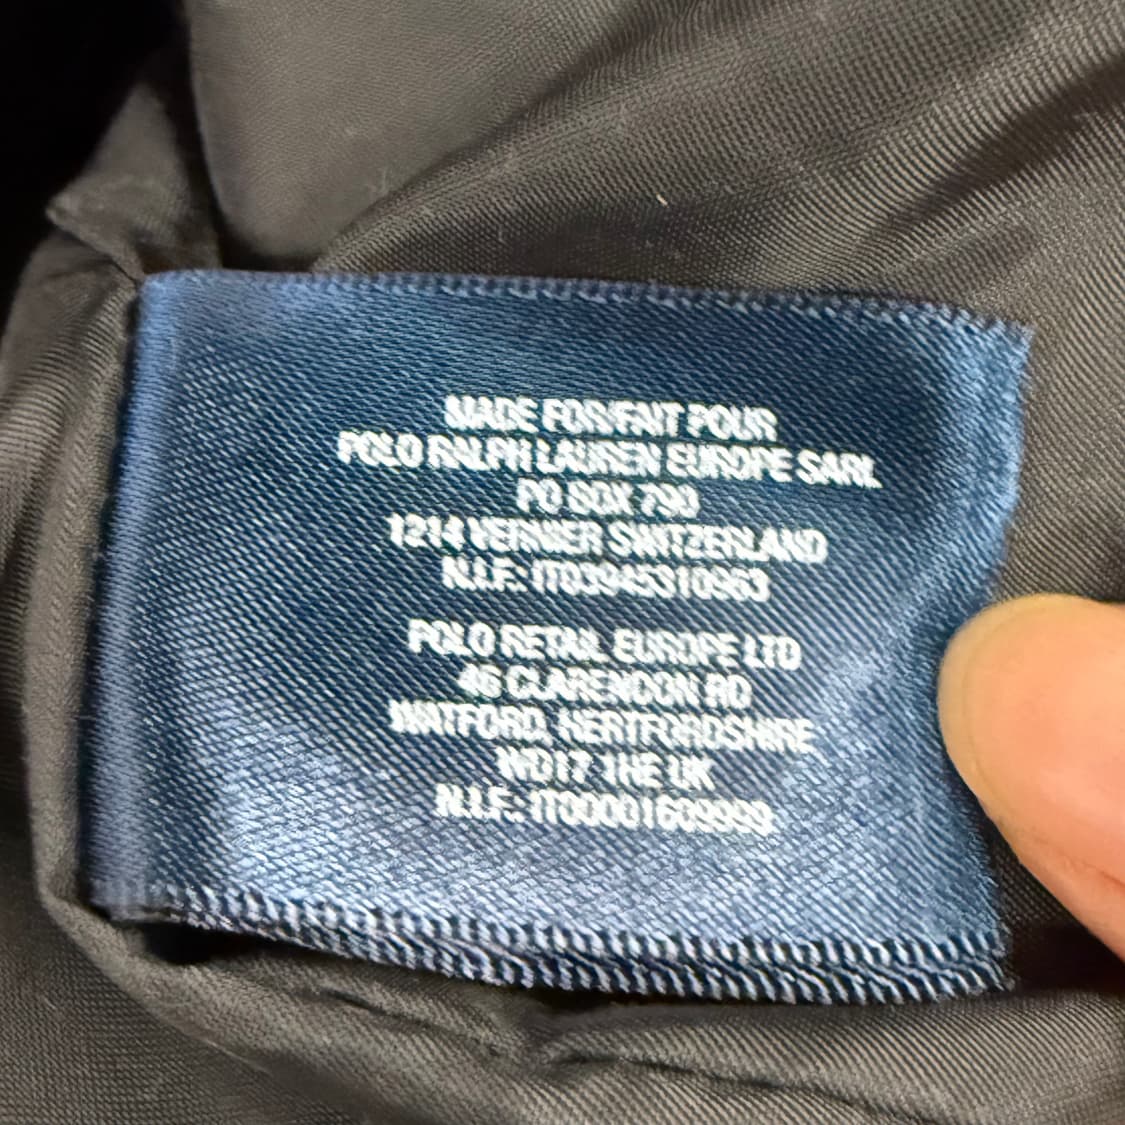 MADE FOR/FAIT POUR
POLO RALPH LAUREN EUROPE SARL
PO BOX 790
1214 VERNIER SWITZERLAND
N.I.F.: IT03945310963
POLO RETAIL EUROPE LTD
46 CLARENDON RD
WATFORD, HERTFORDSHIRE
WD17 1HE UK
N.I.F.: IT00001609999